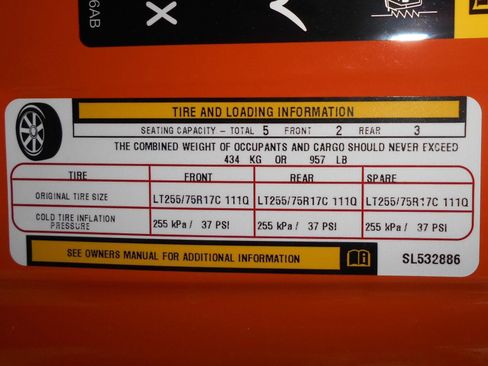 6AB
X
TIRE AND LOADING INFORMATION
SEATING CAPACITY - TOTAL 5 FRONT 2 REAR 3
THE COMBINED WEIGHT OF OCCUPANTS AND CARGO SHOULD NEVER EXCEED
434 KG OR 957 LB
TIRE FRONT REAR SPARE
ORIGINAL TIRE SIZE LT255/75R17C 111Q LT255/75R17C 111Q LT255/75R17C 111Q
COLD TIRE INFLATION PRESSURE 255 kPa / 37 PSI 255 kPa / 37 PSI 255 kPa / 37 PSI
SEE OWNERS MANUAL FOR ADDITIONAL INFORMATION SL532886